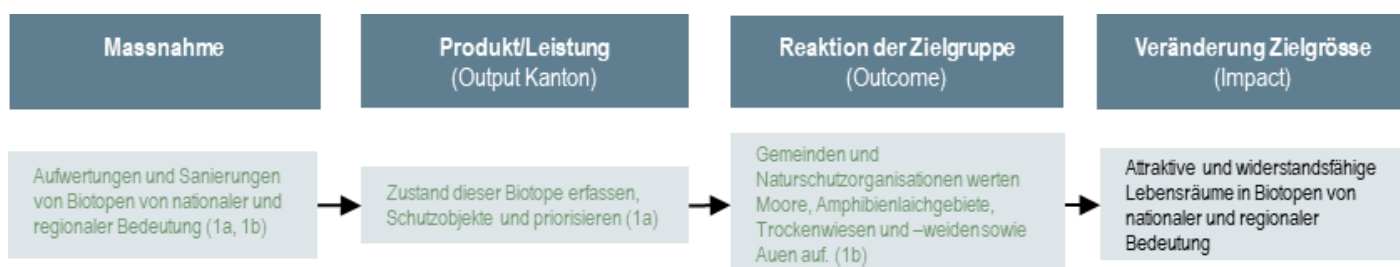 Massnahme
Produkt/Leistung
(Output Kanton)
Reaktion der Zielgruppe
(Outcome)
Veränderung Zielgrösse
(Impact)
Aufwertungen und Sanierungen
von Biotopen von nationaler und
regionaler Bedeutung (1a, 1b)
Zustand dieser Biotope erfassen,
Schutzobjekte und priorisieren (1a)
Gemeinden und
Naturschutzorganisationen werten
Moore, Amphibienlaichgebiete,
Trockenwiesen und –weiden sowie
Auen auf. (1b)
Attraktive und widerstandsfähige
Lebensräume in Biotopen von
nationaler und regionaler
Bedeutung